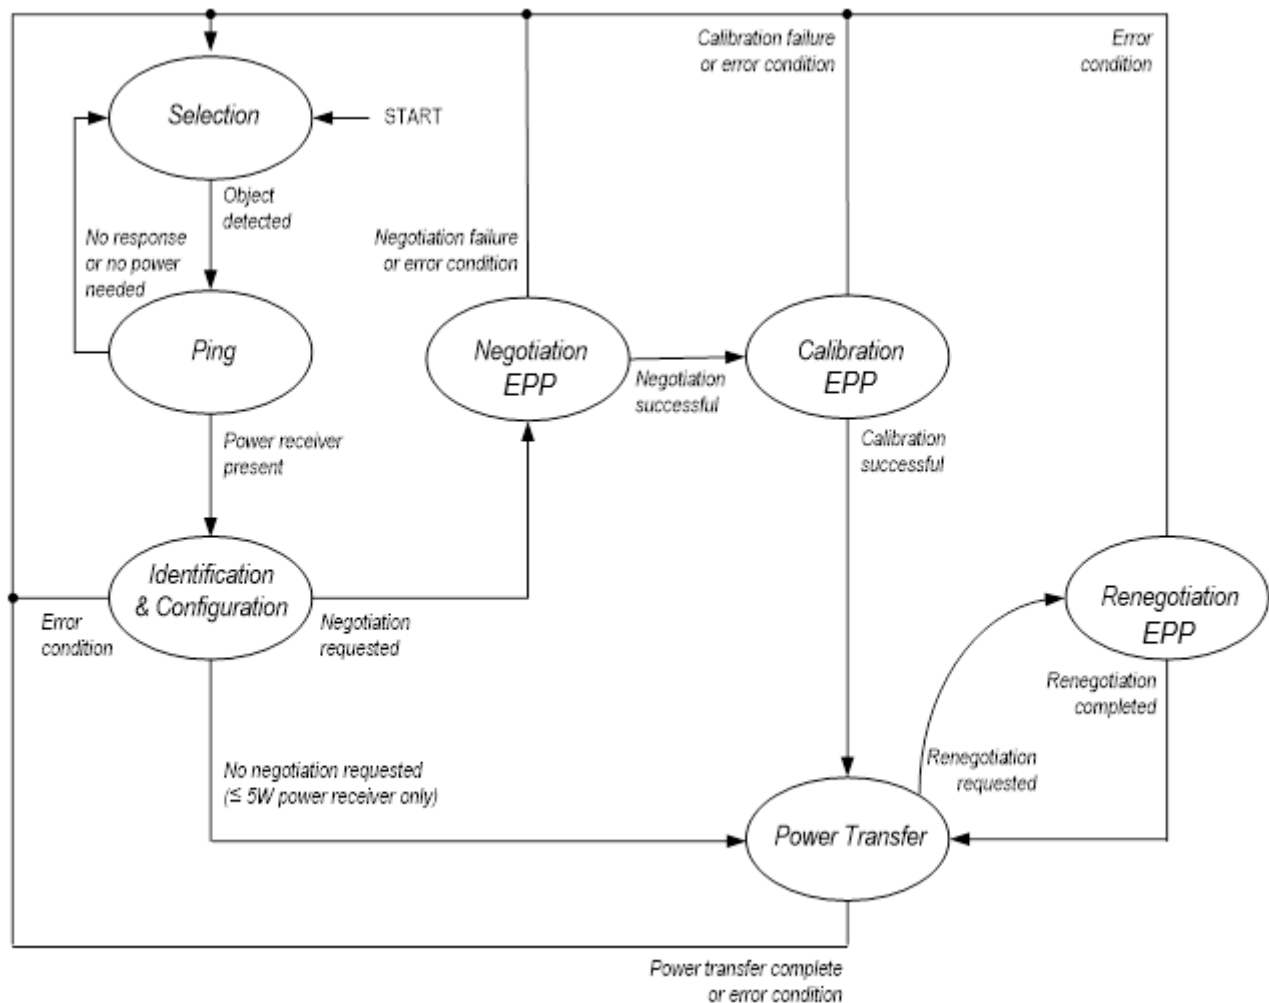 Calibration failure
or error condition
Error
condition
Selection
START
Object
detected
No response
or no power
needed
Negotiation failure
or error condition
Ping
Negotiation
EPP
Negotiation
successful
Calibration
EPP
Power receiver
present
Calibration
successful
Identification
& Configuration
Error
condition
Negotiation
requested
Renegotiation
EPP
Renegotiation
completed
No negotiation requested
(≤ 5W power receiver only)
Renegotiation
requested
Power Transfer
Power transfer complete
or error condition